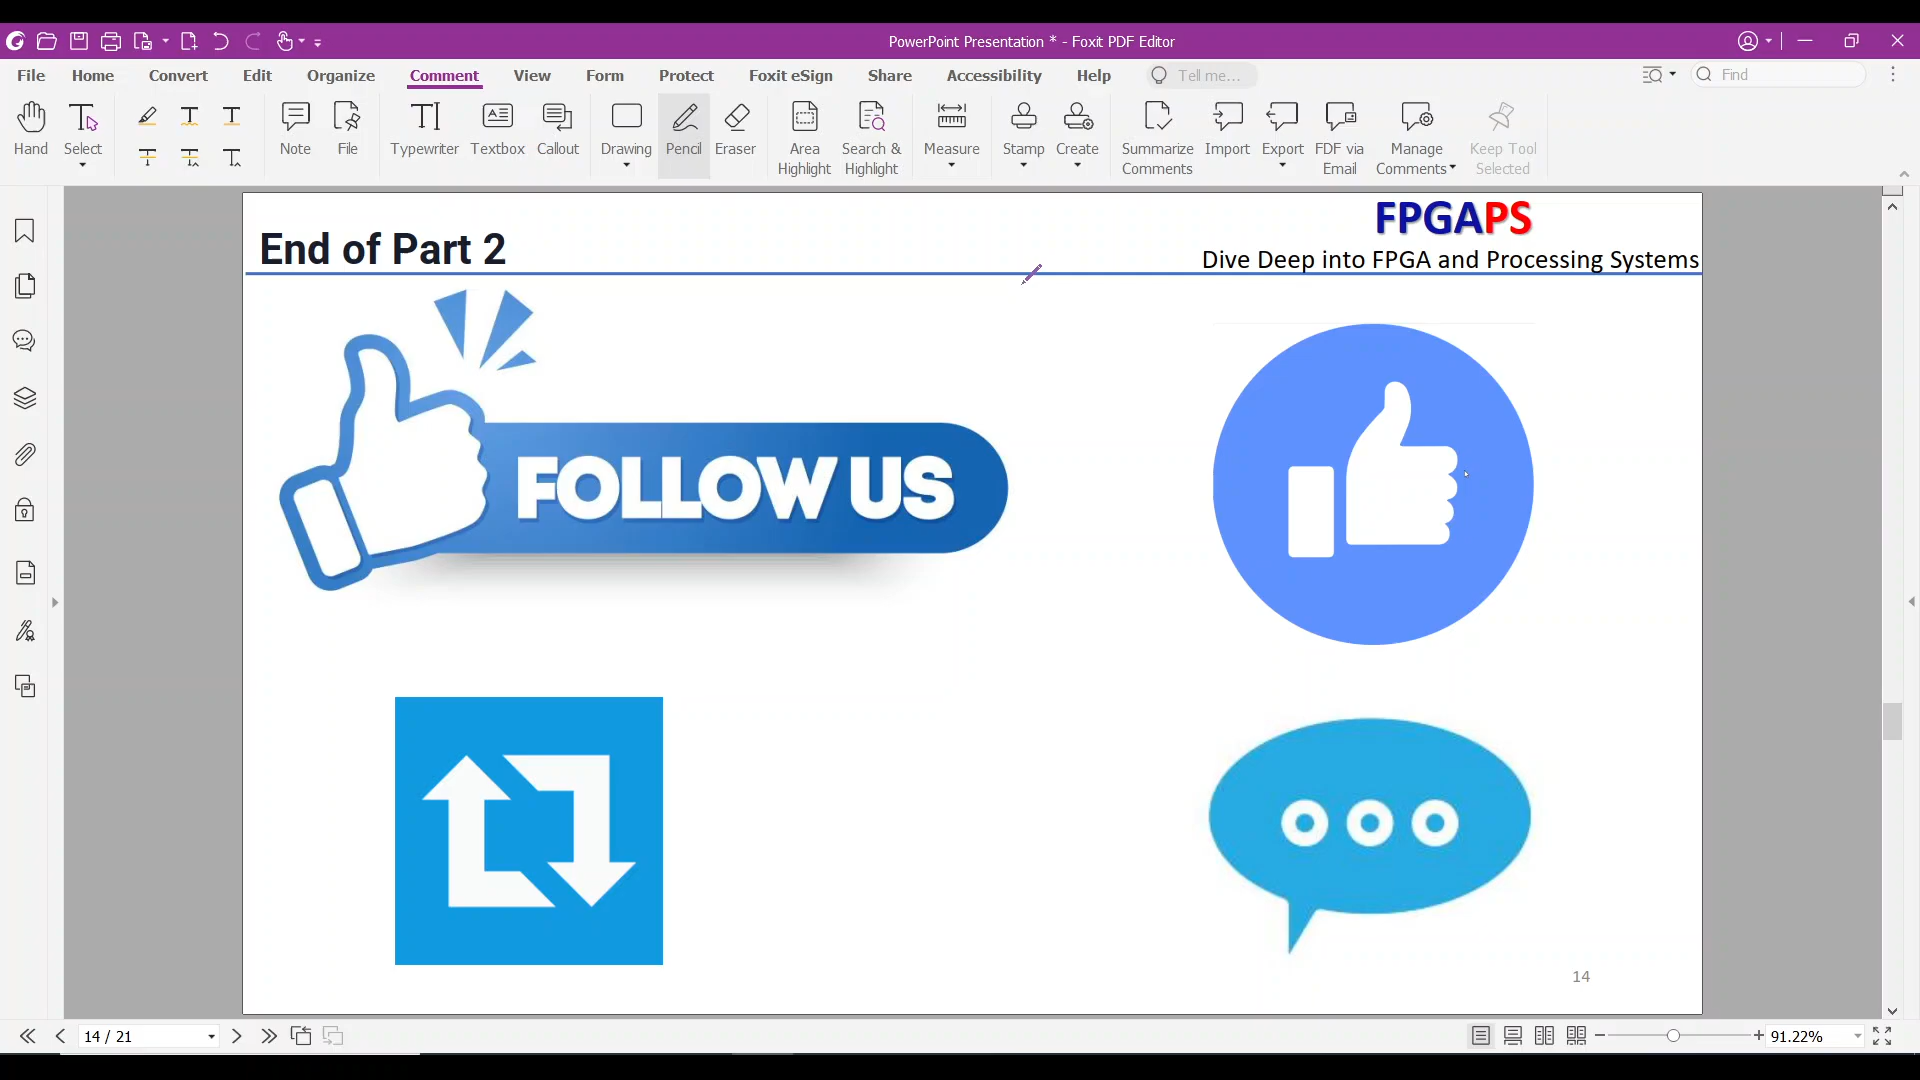 PowerPoint Presentation * - Foxit PDF Editor
File Home Convert Edit Organize Comment View Form Protect Foxit eSign Share Accessibility Help Tell me... Find
Hand Select Note File Typewriter Textbox Callout Drawing Pencil Eraser Area Highlight Search & Highlight Measure Stamp Create Summarize Comments Import Export FDF via Email Manage Comments Keep Tool Selected
FPGAPS
End of Part 2
Dive Deep into FPGA and Processing Systems
FOLLOW US
14
14 / 21
91.22%